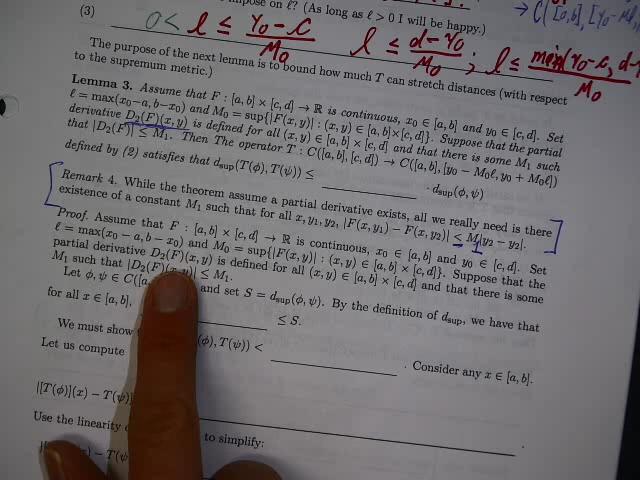 impose on ℓ? (As long as ℓ > 0 I will be happy.)
→ C([a,b], [y₀-Mℓ,
(3)
0 < ℓ ≤ (y₀ - c)/M₀ ℓ ≤ (d - y₀)/M₀ ; ℓ ≤ min(y₀-c, d-/M₀
The purpose of the next lemma is to bound how much T can stretch distances (with respect
to the supremum metric.)
Lemma 3. Assume that F : [a, b] × [c, d] → ℝ is continuous, x₀ ∈ [a, b] and y₀ ∈ [c, d]. Set
ℓ = max(x₀ - a, b - x₀) and M₀ = sup{|F(x, y)| : (x, y) ∈ [a, b] × [c, d]}. Suppose that the partial
derivative D₂(F)(x, y) is defined for all (x, y) ∈ [a, b] × [c, d] and that there is some M₁ such
that |D₂(F)| ≤ M₁. Then The operator T : C([a, b], [c, d]) → C([a, b], [y₀ - M₀ℓ, y₀ + M₀ℓ])
defined by (2) satisfies that d_sup(T(ϕ), T(ψ)) ≤ ________ · d_sup(ϕ, ψ)
Remark 4. While the theorem assume a partial derivative exists, all we really need is there
existence of a constant M₁ such that for all x, y₁, y₂, |F(x, y₁) - F(x, y₂)| ≤ M₁|y₂ - y₁|.
Proof. Assume that F : [a, b] × [c, d] → ℝ is continuous, x₀ ∈ [a, b] and y₀ ∈ [c, d]. Set
ℓ = max(x₀ - a, b - x₀) and M₀ = sup{|F(x, y)| : (x, y) ∈ [a, b] × [c, d]}. Suppose that the
partial derivative D₂(F)(x, y) is defined for all (x, y) ∈ [a, b] × [c, d] and that there is some
M₁ such that |D₂(F)(x, y)| ≤ M₁.
Let ϕ, ψ ∈ C([a, and set S = d_sup(ϕ, ψ). By the definition of d_sup, we have that
for all x ∈ [a, b], ________ ≤ S.
We must show (ϕ), T(ψ)) < ________ . Consider any x ∈ [a, b].
Let us compute
|[T(ϕ)](x) - T(ψ)]
Use the linearity to simplify:
- T(ψ)